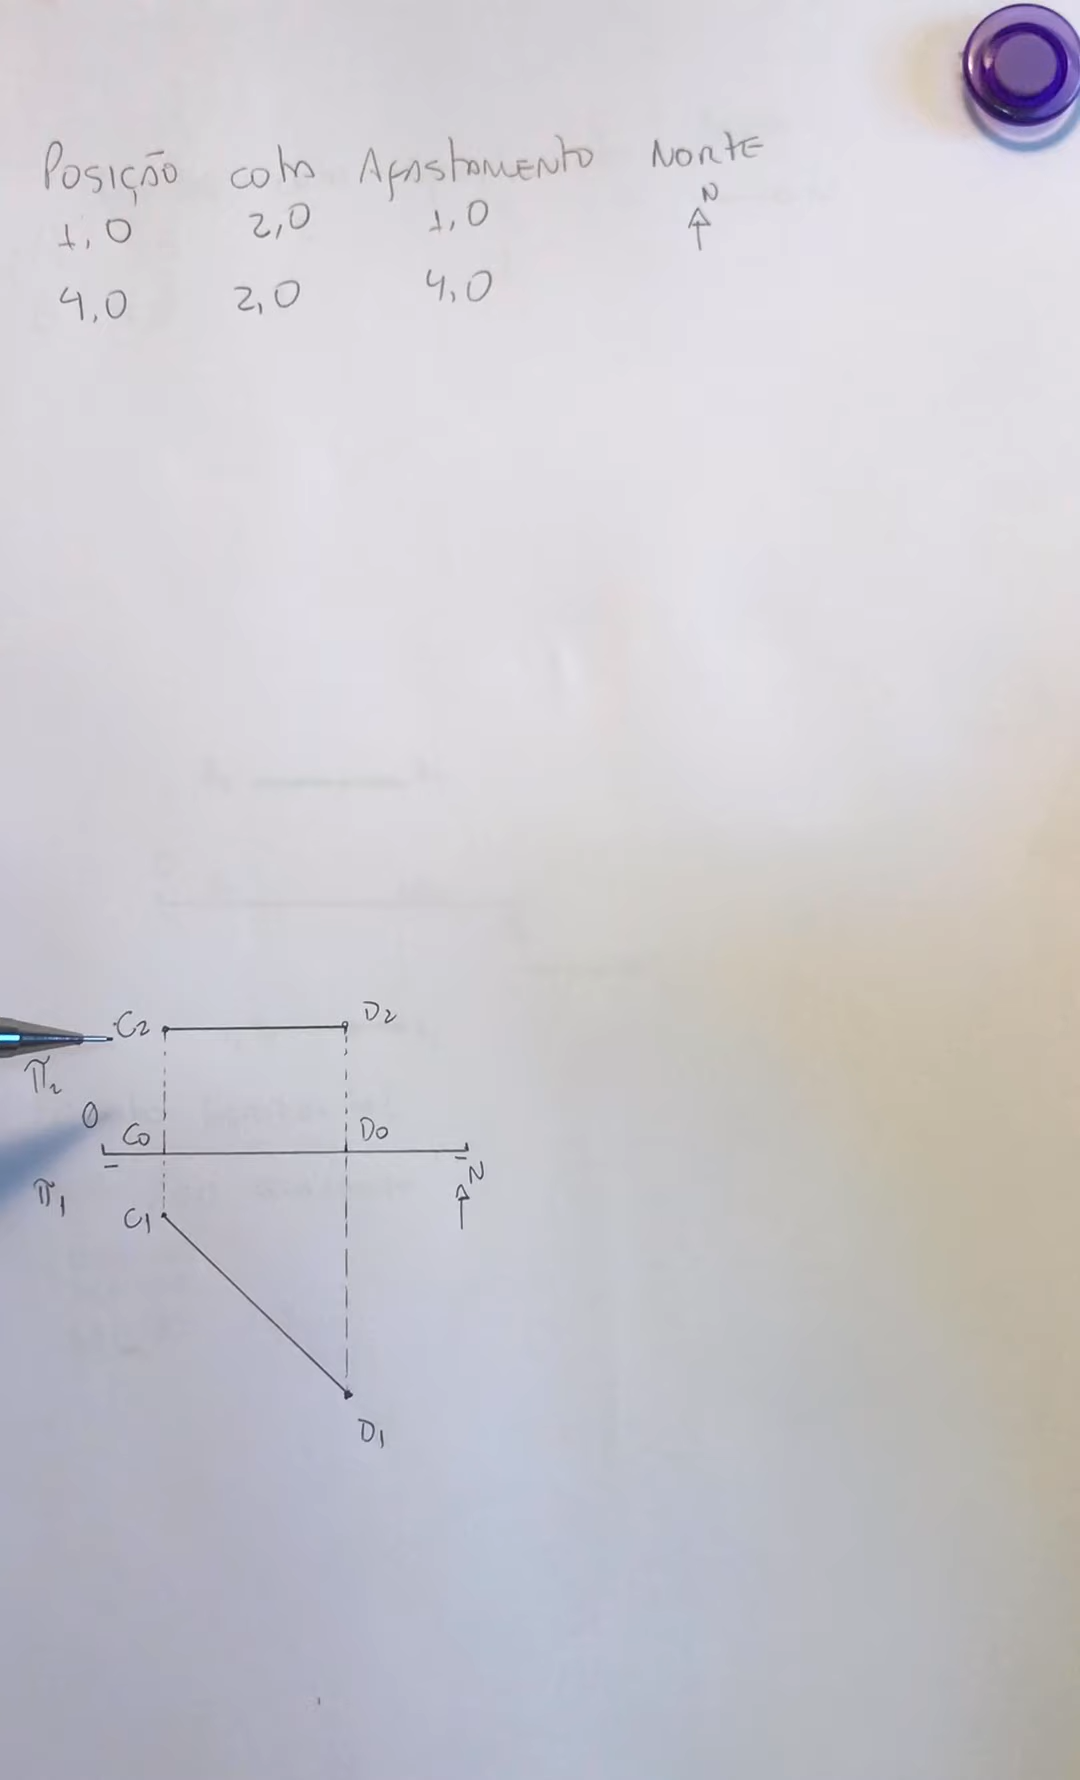 Posição cota Afastamento Norte
1,0 2,0 1,0 N
4,0 2,0 4,0
C2 D2
π2
0 C0 D0
π1 N
C1
D1